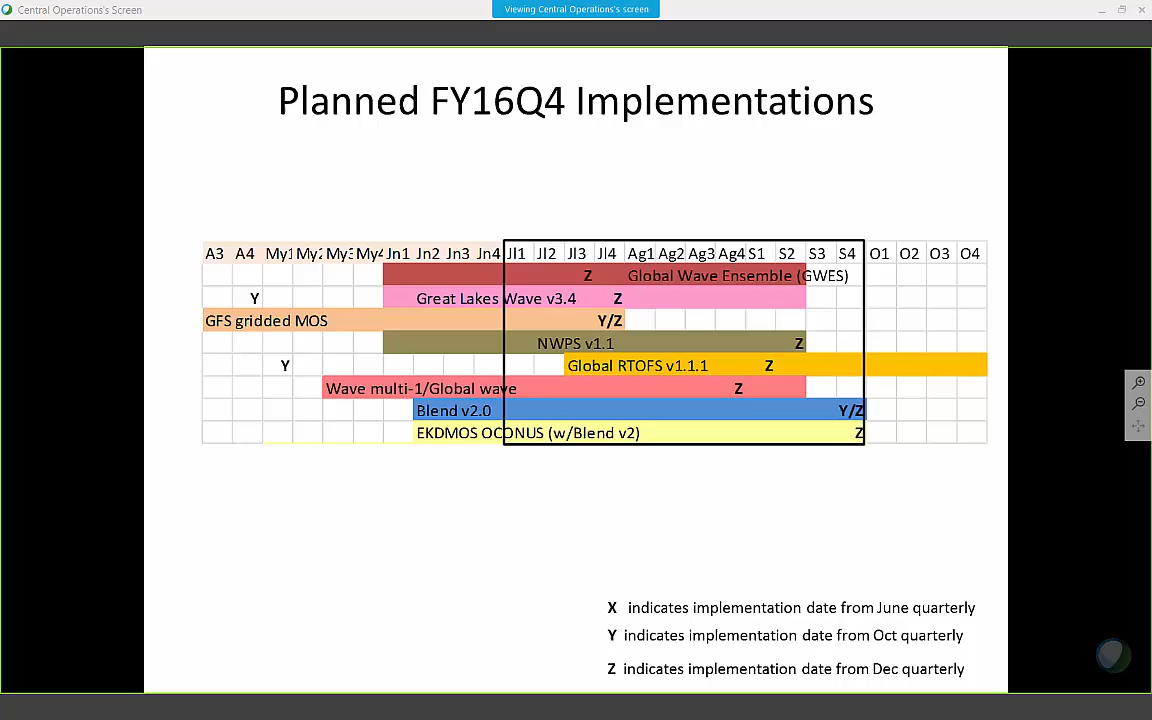 Central Operations's Screen
Viewing Central Operations's screen
Planned FY16Q4 Implementations
A3 A4 My1 My2 My3 My4 Jn1 Jn2 Jn3 Jn4 Jl1 Jl2 Jl3 Jl4 Ag1 Ag2 Ag3 Ag4 S1 S2 S3 S4 O1 O2 O3 O4
Z Global Wave Ensemble (GWES)
Y Great Lakes Wave v3.4 Z
GFS gridded MOS Y/Z
NWPS v1.1 Z
Y Global RTOFS v1.1.1 Z
Wave multi-1/Global wave Z
Blend v2.0 Y/Z
EKDMOS OCONUS (w/Blend v2) Z
X indicates implementation date from June quarterly
Y indicates implementation date from Oct quarterly
Z indicates implementation date from Dec quarterly